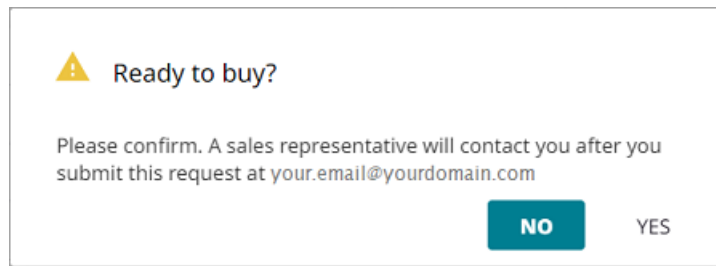 Ready to buy?
Please confirm. A sales representative will contact you after you
submit this request at your.email@yourdomain.com
NO YES